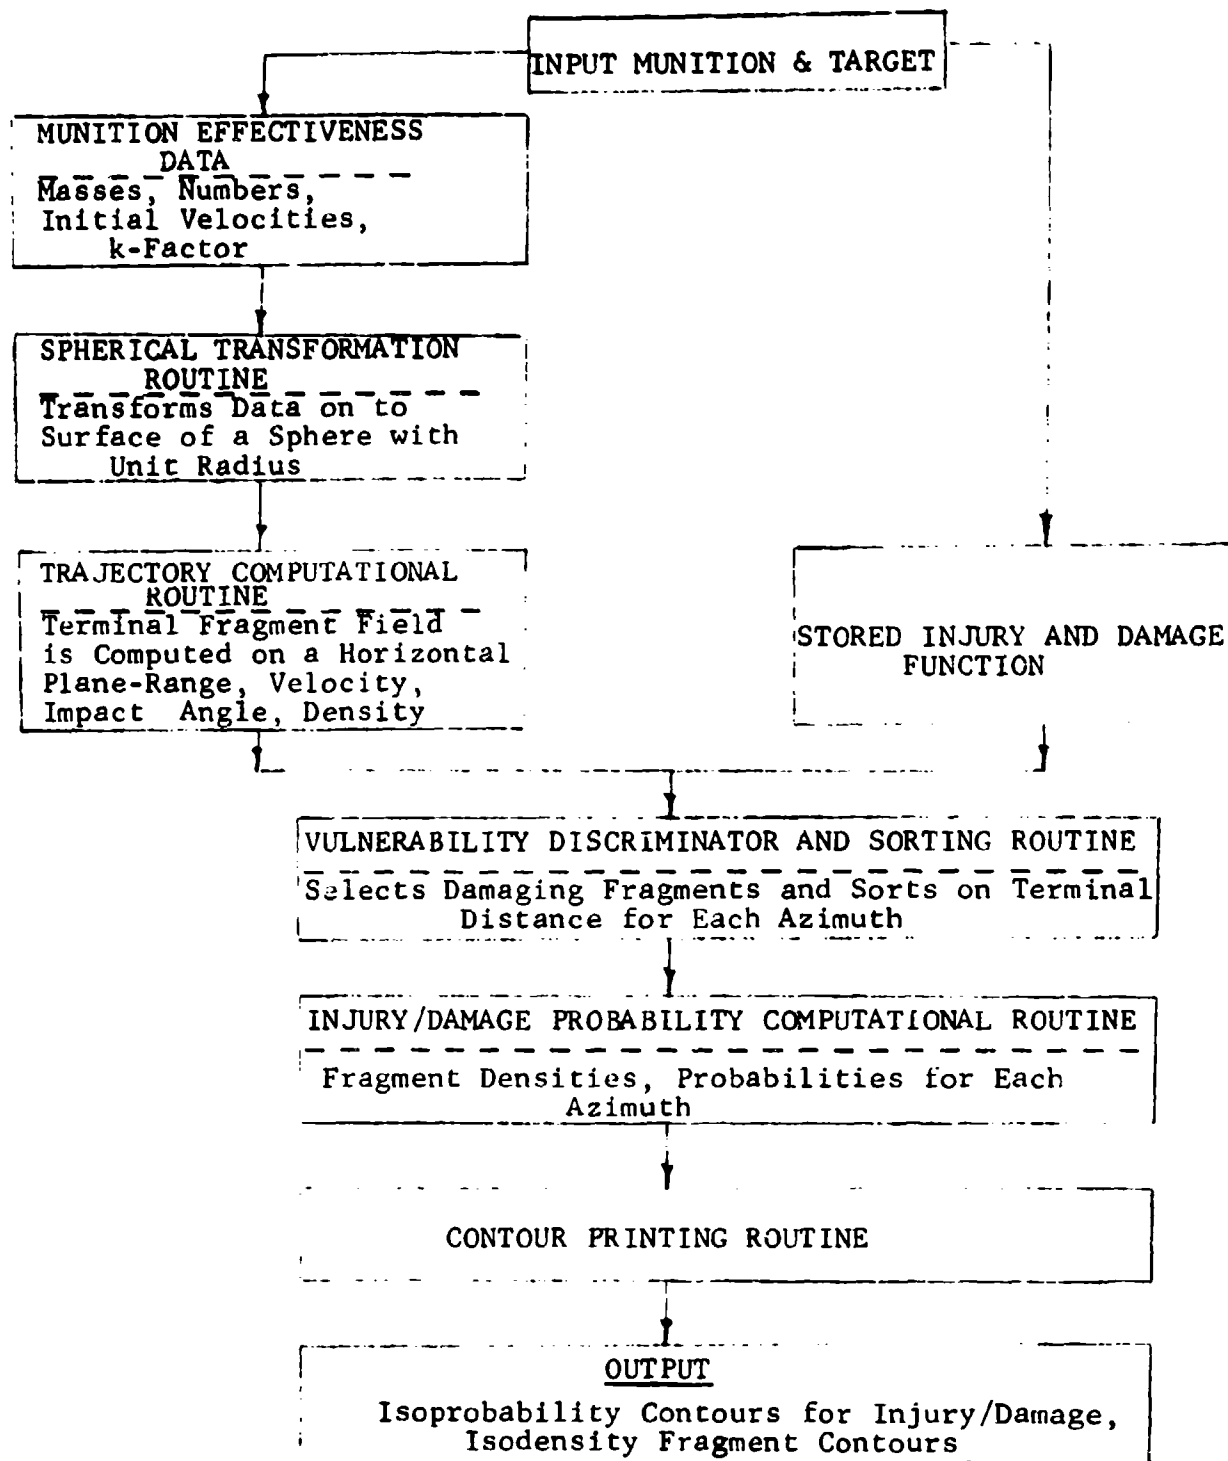 INPUT MUNITION & TARGET
MUNITION EFFECTIVENESS
DATA
Masses, Numbers,
Initial Velocities,
k-Factor
SPHERICAL TRANSFORMATION
ROUTINE
Transforms Data on to
Surface of a Sphere with
Unit Radius
TRAJECTORY COMPUTATIONAL
ROUTINE
Terminal Fragment Field
is Computed on a Horizontal
Plane-Range, Velocity,
Impact Angle, Density
STORED INJURY AND DAMAGE
FUNCTION
VULNERABILITY DISCRIMINATOR AND SORTING ROUTINE
Selects Damaging Fragments and Sorts on Terminal
Distance for Each Azimuth
INJURY/DAMAGE PROBABILITY COMPUTATIONAL ROUTINE
Fragment Densities, Probabilities for Each
Azimuth
CONTOUR PRINTING ROUTINE
OUTPUT
Isoprobability Contours for Injury/Damage,
Isodensity Fragment Contours